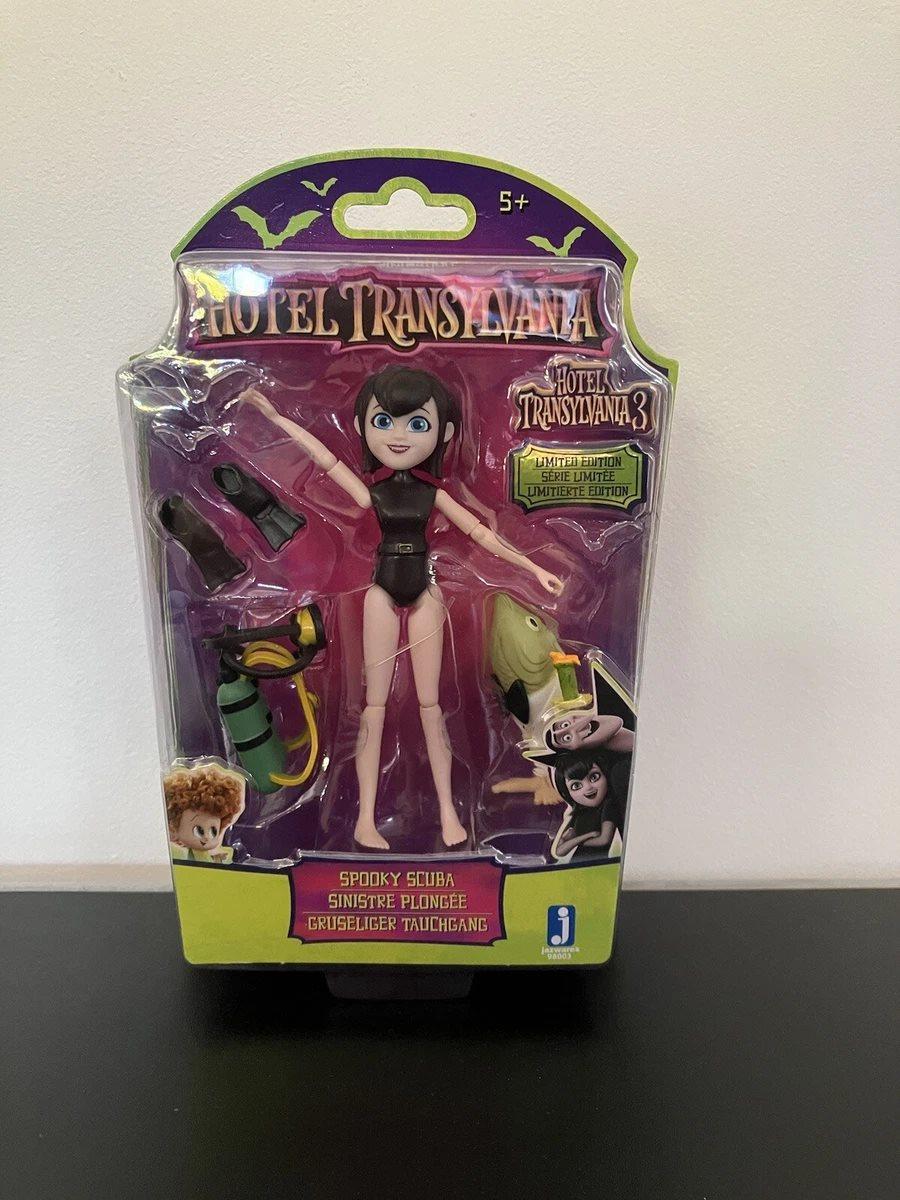 5+
HOTEL TRANSYLVANIA
HOTEL
TRANSYLVANIA 3
LIMITED EDITION
SÉRIE LIMITÉE
LIMITIERTE EDITION
SPOOKY SCUBA
SINISTRE PLONGÉE
GRUSELIGER TAUCHGANG
j
jazwares
98003